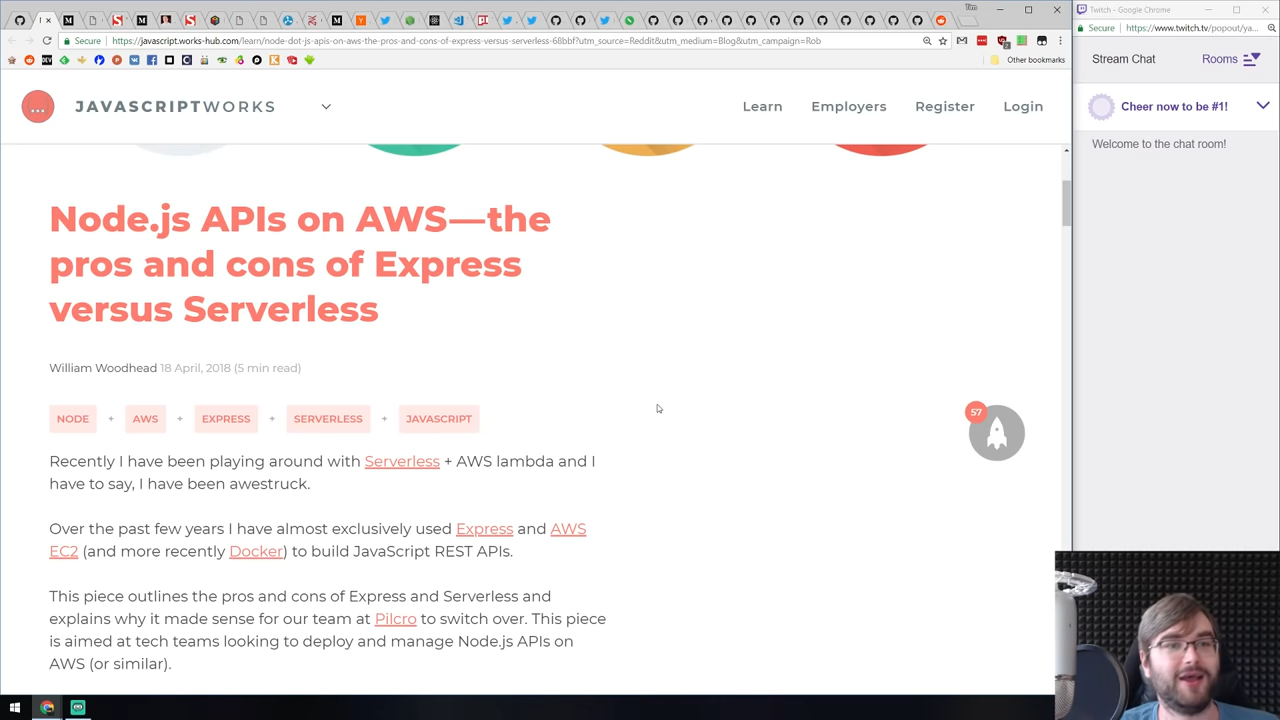 Tim
Twitch - Google Chrome
Secure
https://javascript.works-hub.com/learn/node-dot-js-apis-on-aws-the-pros-and-cons-of-express-versus-serverless-68bbf?utm_source=Reddit&utm_medium=Blog&utm_campaign=Rob
Secure
https://www.twitch.tv/popout/ya...
Other bookmarks
Stream Chat
Rooms
... JAVASCRIPTWORKS
Learn
Employers
Register
Login
Cheer now to be #1!
Welcome to the chat room!
Node.js APIs on AWS—the
pros and cons of Express
versus Serverless
William Woodhead 18 April, 2018 (5 min read)
NODE + AWS + EXPRESS + SERVERLESS + JAVASCRIPT
57
Recently I have been playing around with Serverless + AWS lambda and I
have to say, I have been awestruck.
Over the past few years I have almost exclusively used Express and AWS
EC2 (and more recently Docker) to build JavaScript REST APIs.
This piece outlines the pros and cons of Express and Serverless and
explains why it made sense for our team at Pilcro to switch over. This piece
is aimed at tech teams looking to deploy and manage Node.js APIs on
AWS (or similar).